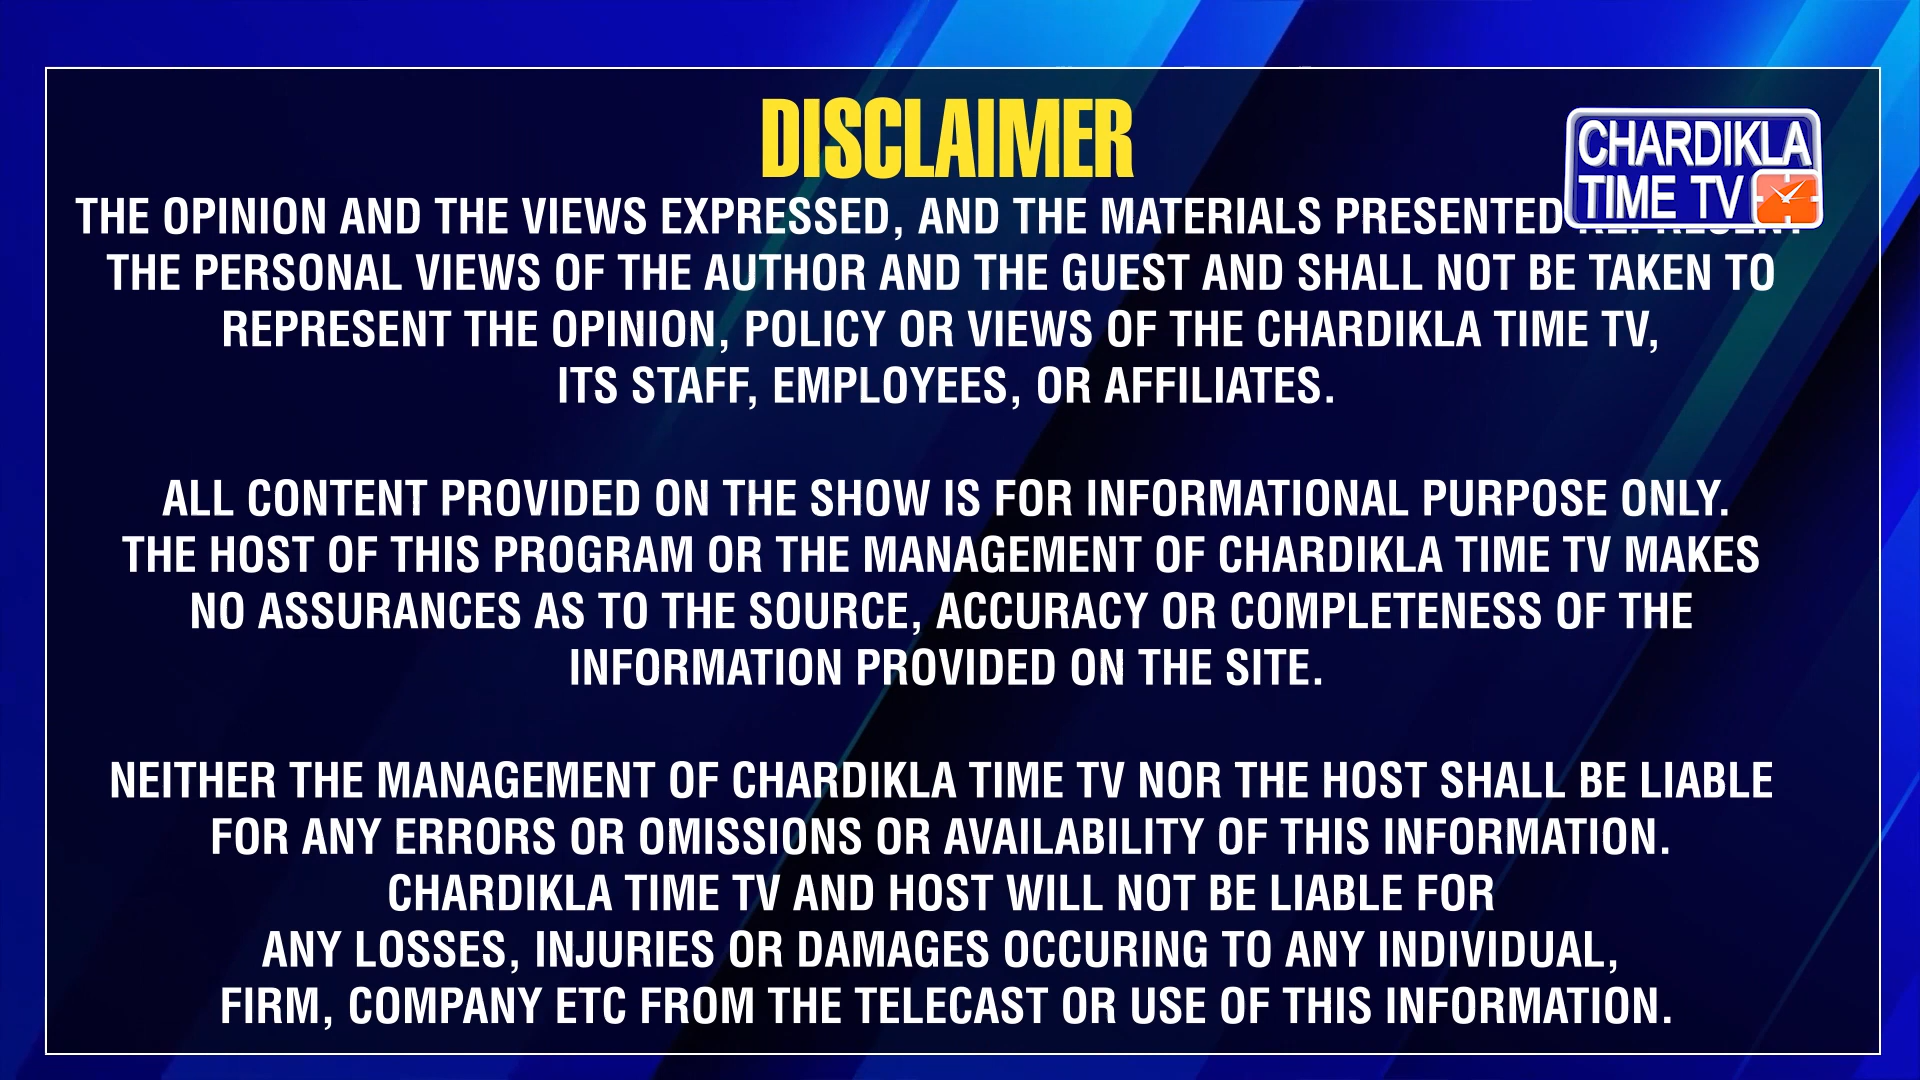 DISCLAIMER
CHARDIKLA
TIME TV
THE OPINION AND THE VIEWS EXPRESSED, AND THE MATERIALS PRESENTED
THE PERSONAL VIEWS OF THE AUTHOR AND THE GUEST AND SHALL NOT BE TAKEN TO
REPRESENT THE OPINION, POLICY OR VIEWS OF THE CHARDIKLA TIME TV,
ITS STAFF, EMPLOYEES, OR AFFILIATES.
ALL CONTENT PROVIDED ON THE SHOW IS FOR INFORMATIONAL PURPOSE ONLY.
THE HOST OF THIS PROGRAM OR THE MANAGEMENT OF CHARDIKLA TIME TV MAKES
NO ASSURANCES AS TO THE SOURCE, ACCURACY OR COMPLETENESS OF THE
INFORMATION PROVIDED ON THE SITE.
NEITHER THE MANAGEMENT OF CHARDIKLA TIME TV NOR THE HOST SHALL BE LIABLE
FOR ANY ERRORS OR OMISSIONS OR AVAILABILITY OF THIS INFORMATION.
CHARDIKLA TIME TV AND HOST WILL NOT BE LIABLE FOR
ANY LOSSES, INJURIES OR DAMAGES OCCURING TO ANY INDIVIDUAL,
FIRM, COMPANY ETC FROM THE TELECAST OR USE OF THIS INFORMATION.